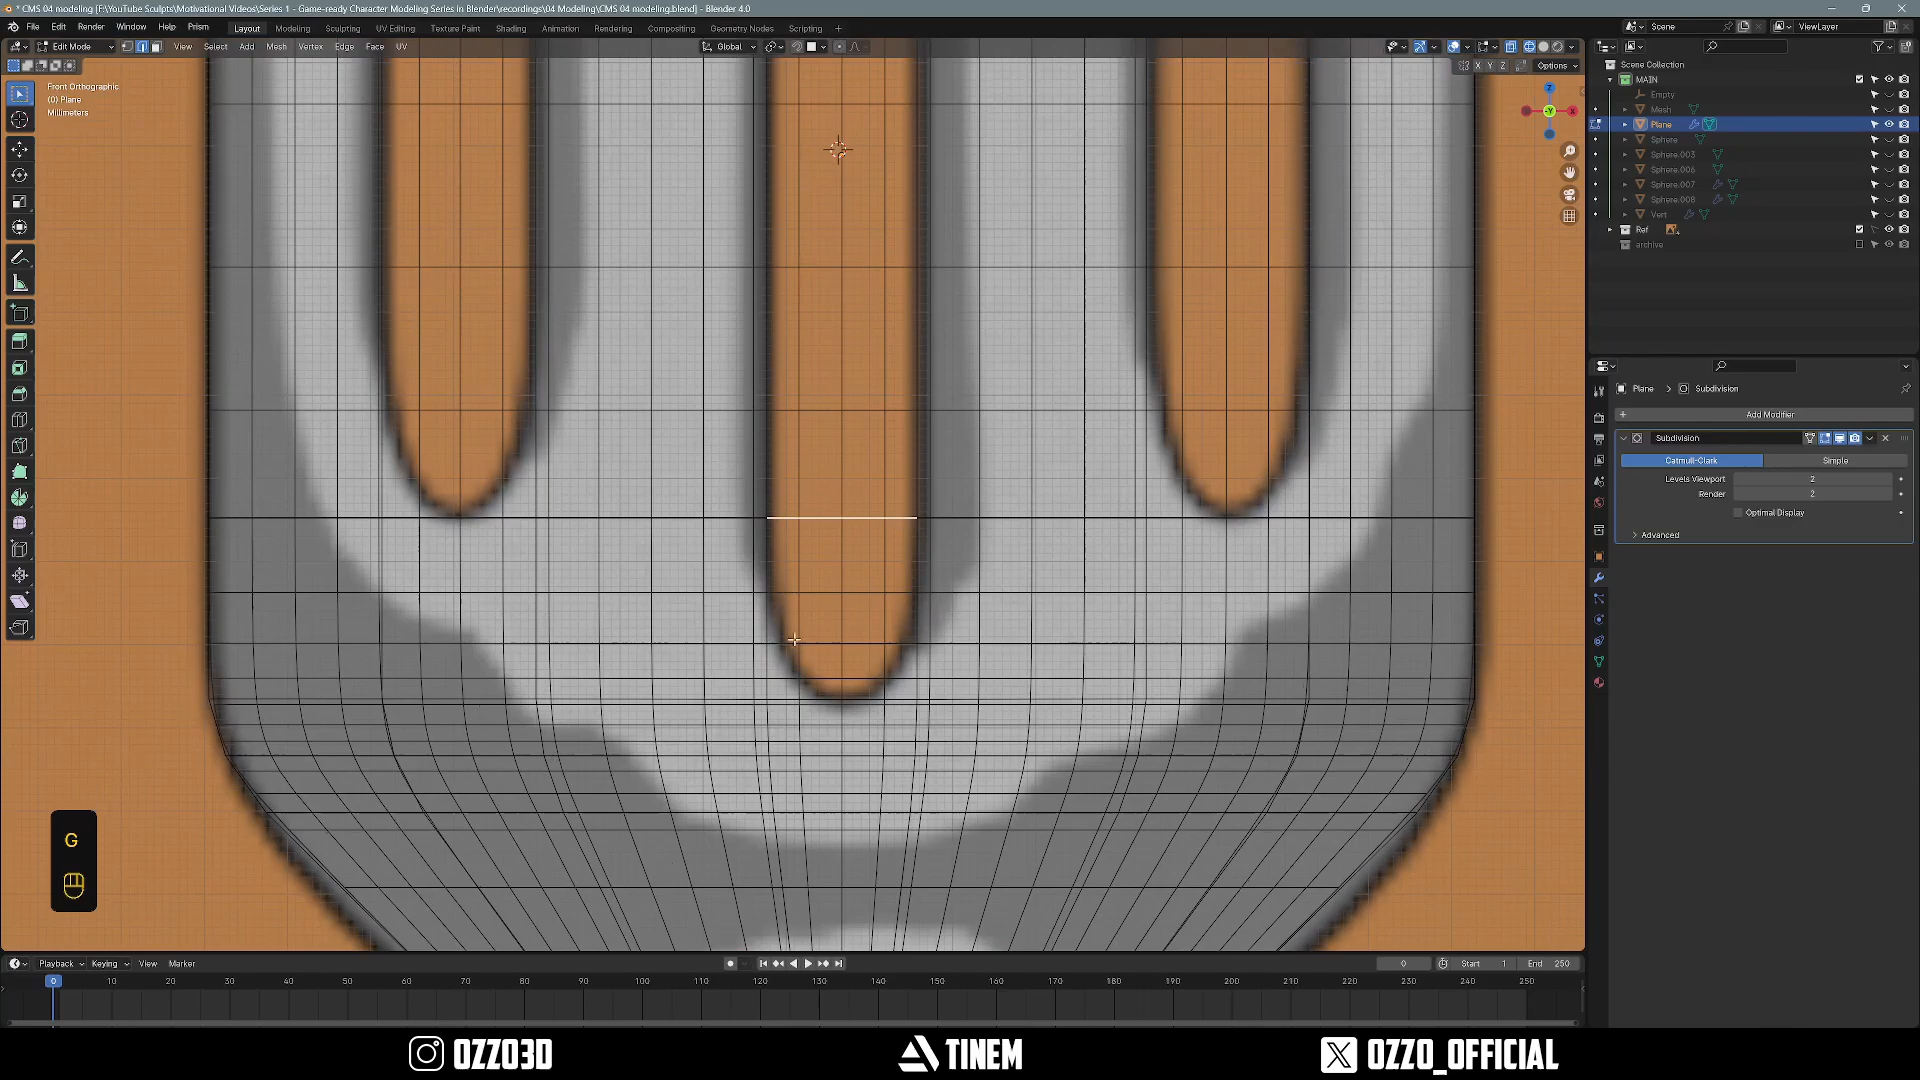 * CMS 04 modeling [F:\YouTube Sculpts\Motivational Videos\Series 1 - Game-ready Character Modeling Series in Blender\recordings\04 Modeling\CMS 04 modeling.blend] - Blender 4.0
File Edit Render Window Help Prism Layout Modeling Sculpting UV Editing Texture Paint Shading Animation Rendering Compositing Geometry Nodes Scripting +
Scene ViewLayer
Edit Mode View Select Add Mesh Vertex Edge Face UV Global
X Y Z Options
Front Orthographic
(0) Plane
Millimeters
Z
Y
X
Scene Collection
MAIN
Empty
Mesh
Plane
Sphere
Sphere.003
Sphere.006
Sphere.007
Sphere.008
Vert
Ref
archive
Plane > Subdivision
Add Modifier
Subdivision
Catmull-Clark Simple
Levels Viewport 2
Render 2
Optimal Display
Advanced
G
Playback Keying View Marker 0 Start 1 End 250
0 10 20 30 40 50 60 70 80 90 100 110 120 130 140 150 160 170 180 190 200 210 220 230 240 250
OZZO3D TINEM OZZO_OFFICIAL